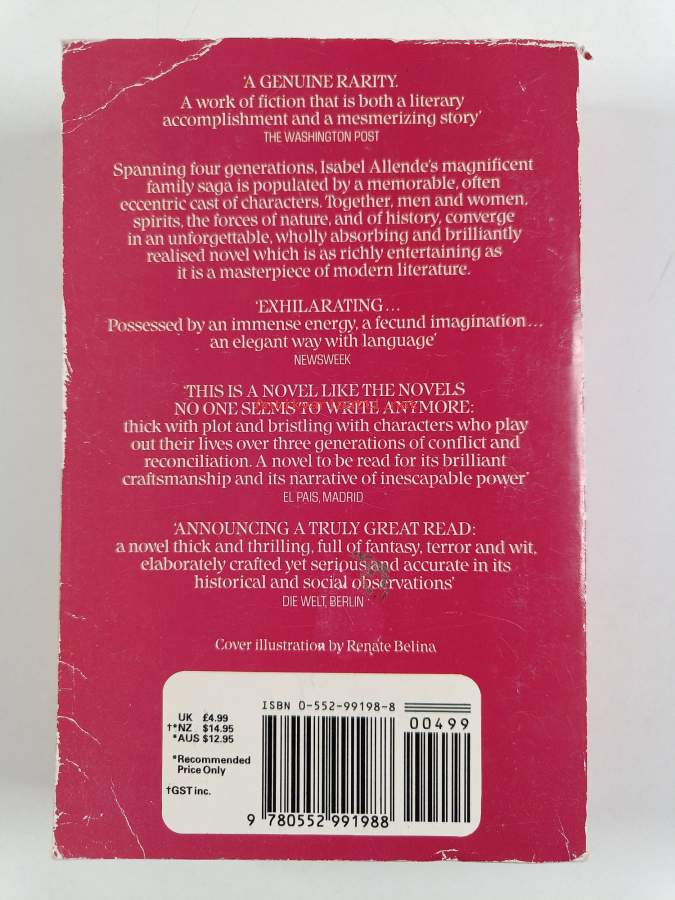 'A GENUINE RARITY.
A work of fiction that is both a literary
accomplishment and a mesmerizing story'
THE WASHINGTON POST
Spanning four generations, Isabel Allende's magnificent
family saga is populated by a memorable, often
eccentric cast of characters. Together, men and women,
spirits, the forces of nature, and of history, converge
in an unforgettable, wholly absorbing and brilliantly
realised novel which is as richly entertaining as
it is a masterpiece of modern literature.
'EXHILARATING...
Possessed by an immense energy, a fecund imagination...
an elegant way with language'
NEWSWEEK
'THIS IS A NOVEL LIKE THE NOVELS
NO ONE SEEMS TO WRITE ANYMORE:
thick with plot and bristling with characters who play
out their lives over three generations of conflict and
reconciliation. A novel to be read for its brilliant
craftsmanship and its narrative of inescapable power'
EL PAIS, MADRID
'ANNOUNCING A TRULY GREAT READ:
a novel thick and thrilling, full of fantasy, terror and wit,
elaborately crafted yet serious and accurate in its
historical and social observations'
DIE WELT, BERLIN
Cover illustration by Renate Belina
ISBN 0-552-99198-8
00499
UK £4.99
†*NZ $14.95
*AUS $12.95
*Recommended
Price Only
†GST inc.
9 780552 991988